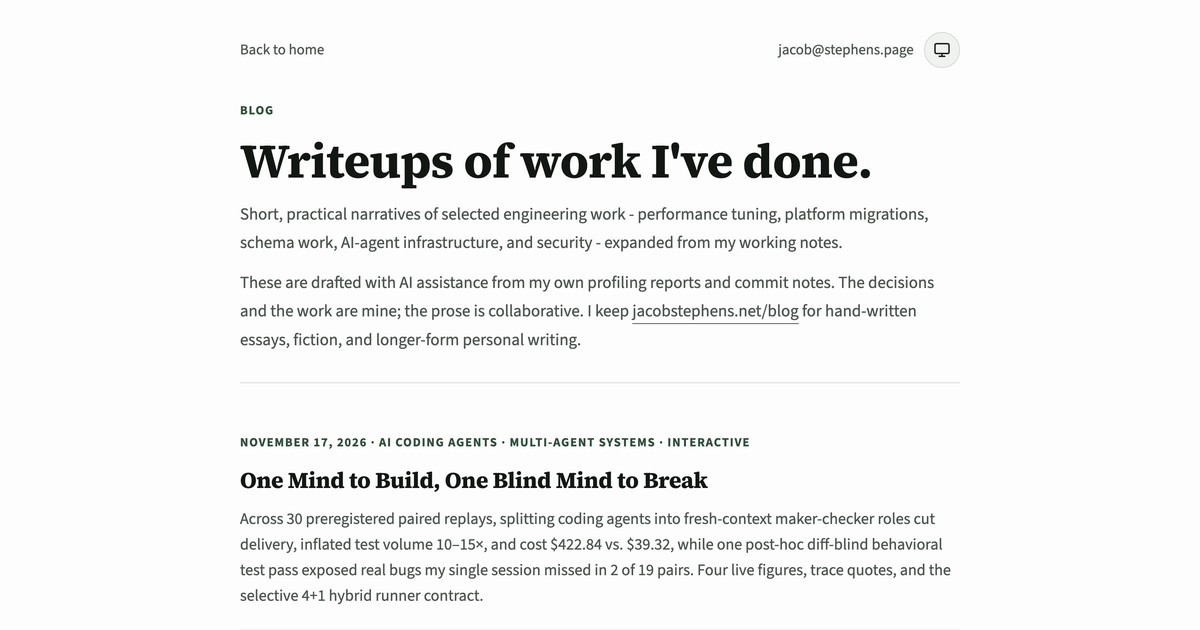 Back to home
jacob@stephens.page
BLOG
Writeups of work I've done.
Short, practical narratives of selected engineering work - performance tuning, platform migrations,
schema work, AI-agent infrastructure, and security - expanded from my working notes.
These are drafted with AI assistance from my own profiling reports and commit notes. The decisions
and the work are mine; the prose is collaborative. I keep jacobstephens.net/blog for hand-written
essays, fiction, and longer-form personal writing.
NOVEMBER 17, 2026 · AI CODING AGENTS · MULTI-AGENT SYSTEMS · INTERACTIVE
One Mind to Build, One Blind Mind to Break
Across 30 preregistered paired replays, splitting coding agents into fresh-context maker-checker roles cut
delivery, inflated test volume 10–15×, and cost $422.84 vs. $39.32, while one post-hoc diff-blind behavioral
test pass exposed real bugs my single session missed in 2 of 19 pairs. Four live figures, trace quotes, and the
selective 4+1 hybrid runner contract.